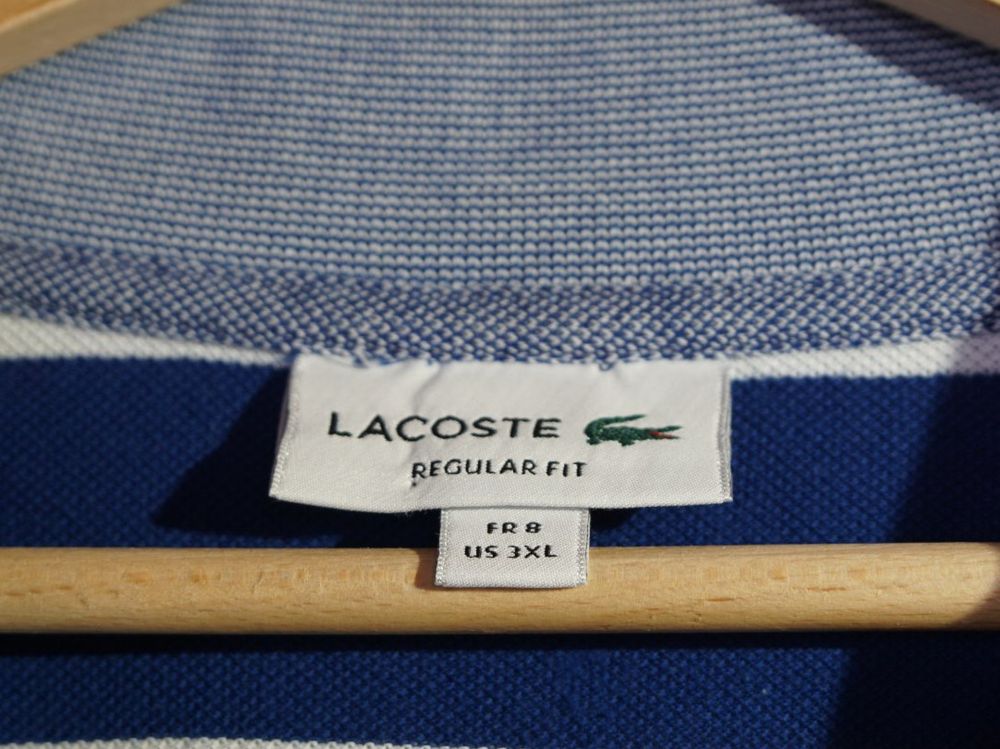 LACOSTE
REGULAR FIT
FR 8
US 3XL